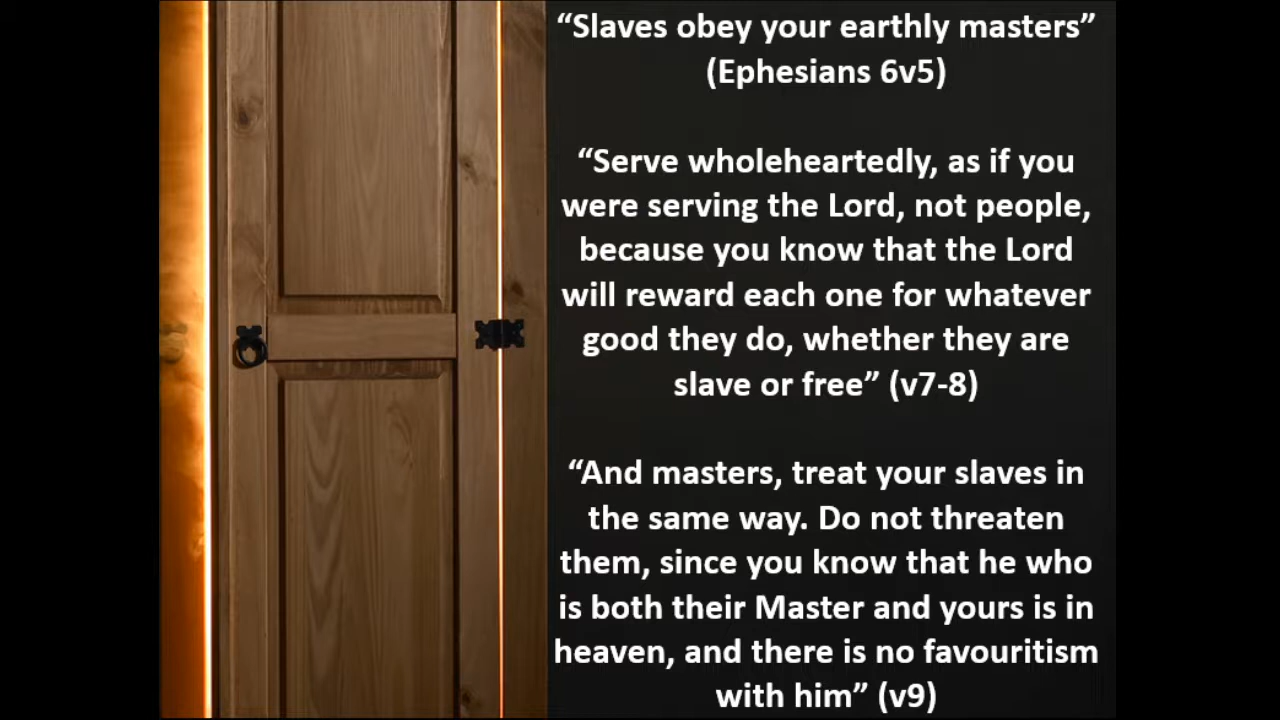 “Slaves obey your earthly masters”
(Ephesians 6v5)
“Serve wholeheartedly, as if you
were serving the Lord, not people,
because you know that the Lord
will reward each one for whatever
good they do, whether they are
slave or free” (v7-8)
“And masters, treat your slaves in
the same way. Do not threaten
them, since you know that he who
is both their Master and yours is in
heaven, and there is no favouritism
with him” (v9)